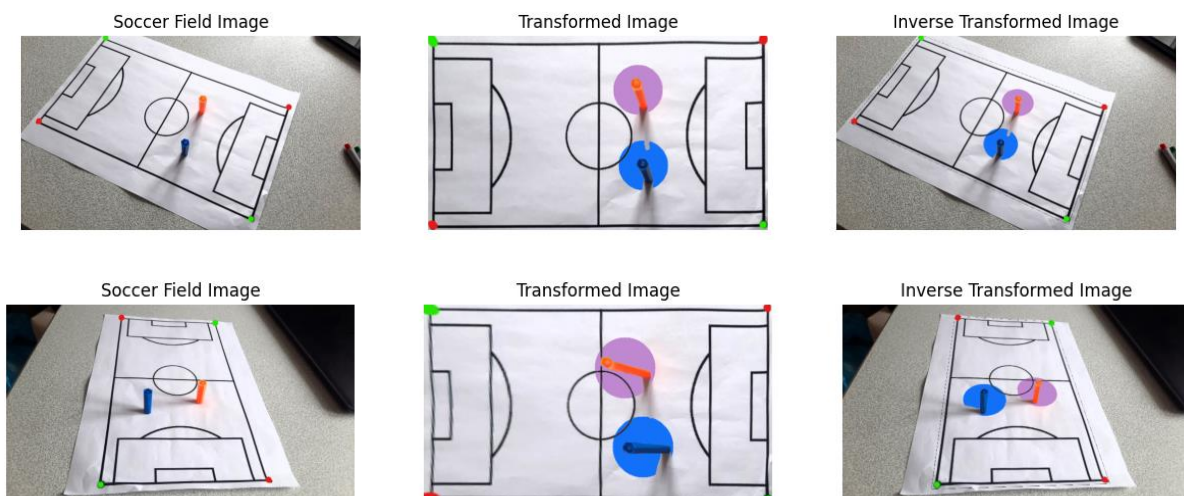 Soccer Field Image
Transformed Image
Inverse Transformed Image
Soccer Field Image
Transformed Image
Inverse Transformed Image